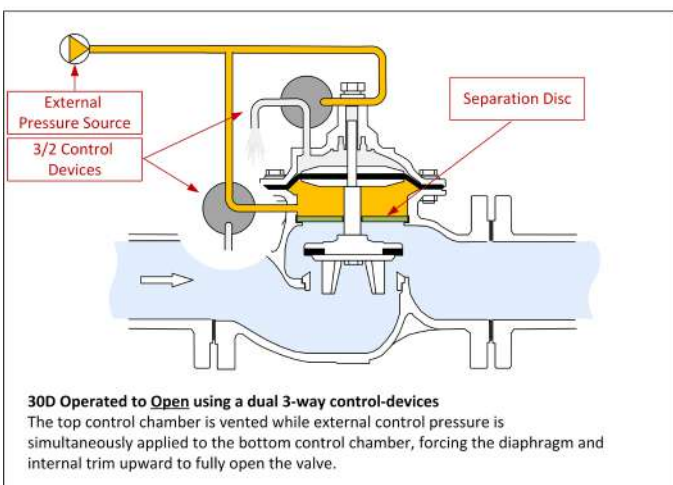 External
Pressure Source
3/2 Control
Devices
Separation Disc
30D Operated to Open using a dual 3-way control-devices
The top control chamber is vented while external control pressure is
simultaneously applied to the bottom control chamber, forcing the diaphragm and
internal trim upward to fully open the valve.